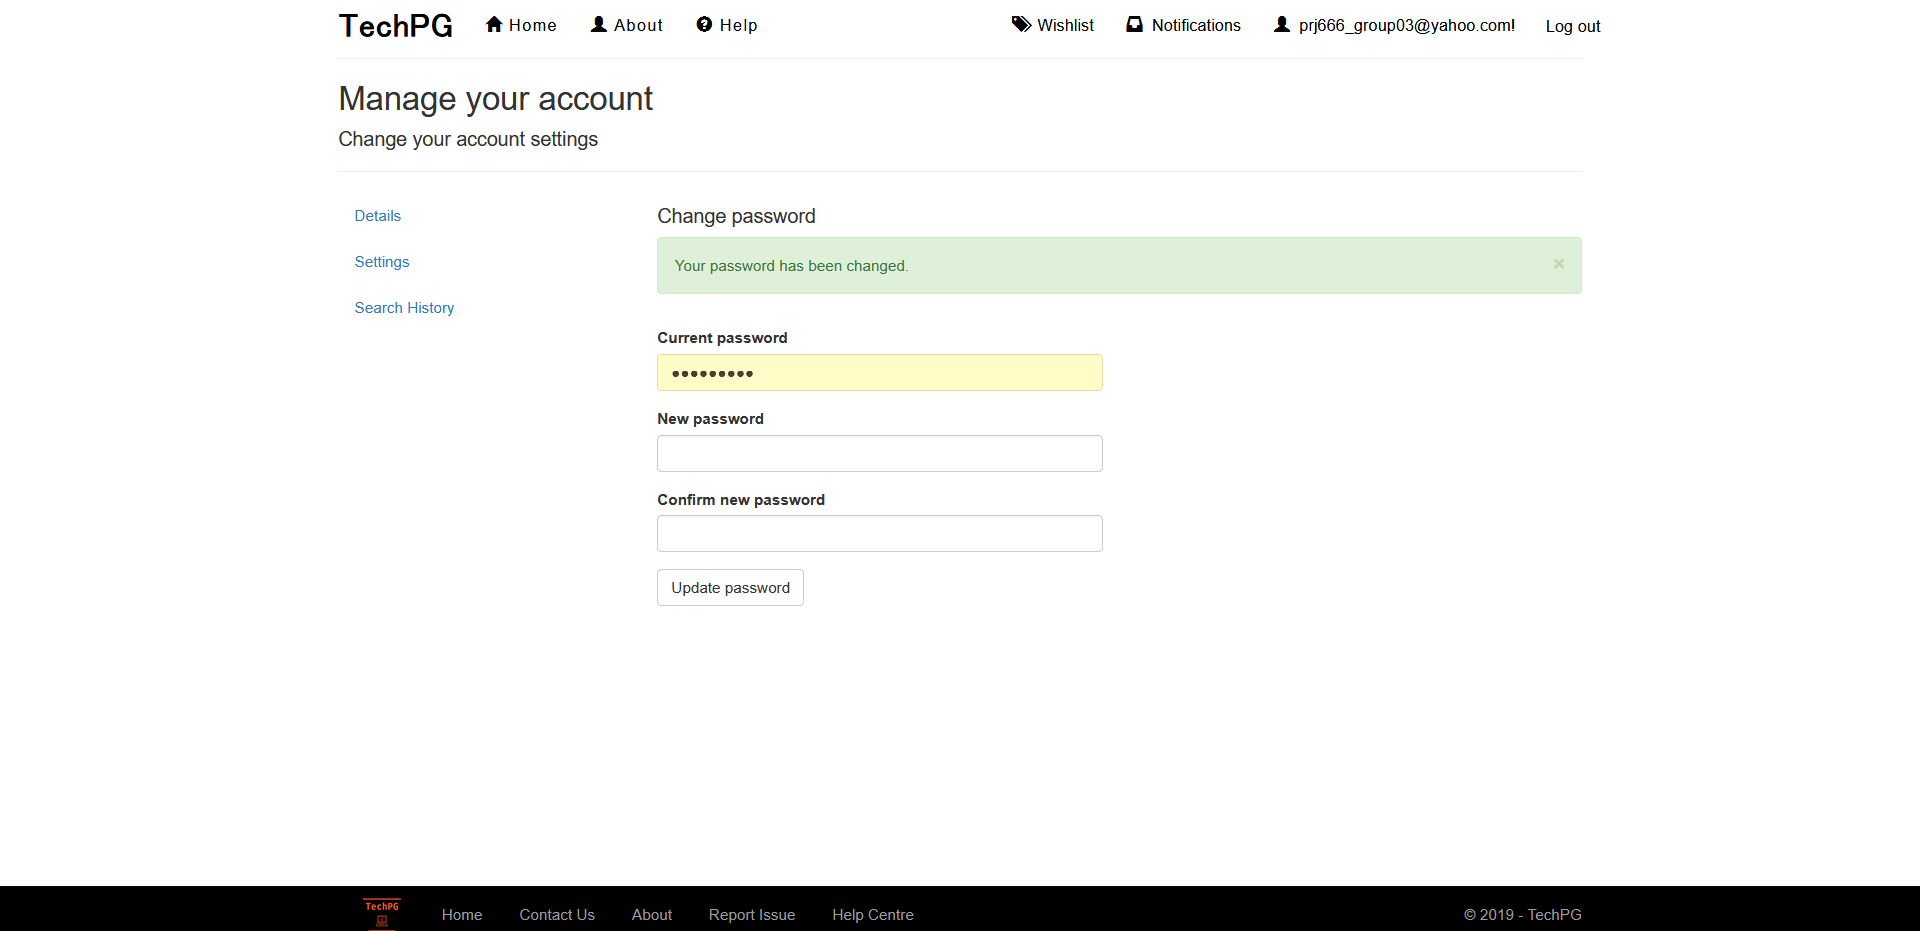 TechPG Home About Help Wishlist Notifications prj666_group03@yahoo.com! Log out
Manage your account
Change your account settings
Details
Settings
Search History
Change password
Your password has been changed. ×
Current password
•••••••••
New password
Confirm new password
Update password
TechPG
Home Contact Us About Report Issue Help Centre © 2019 - TechPG